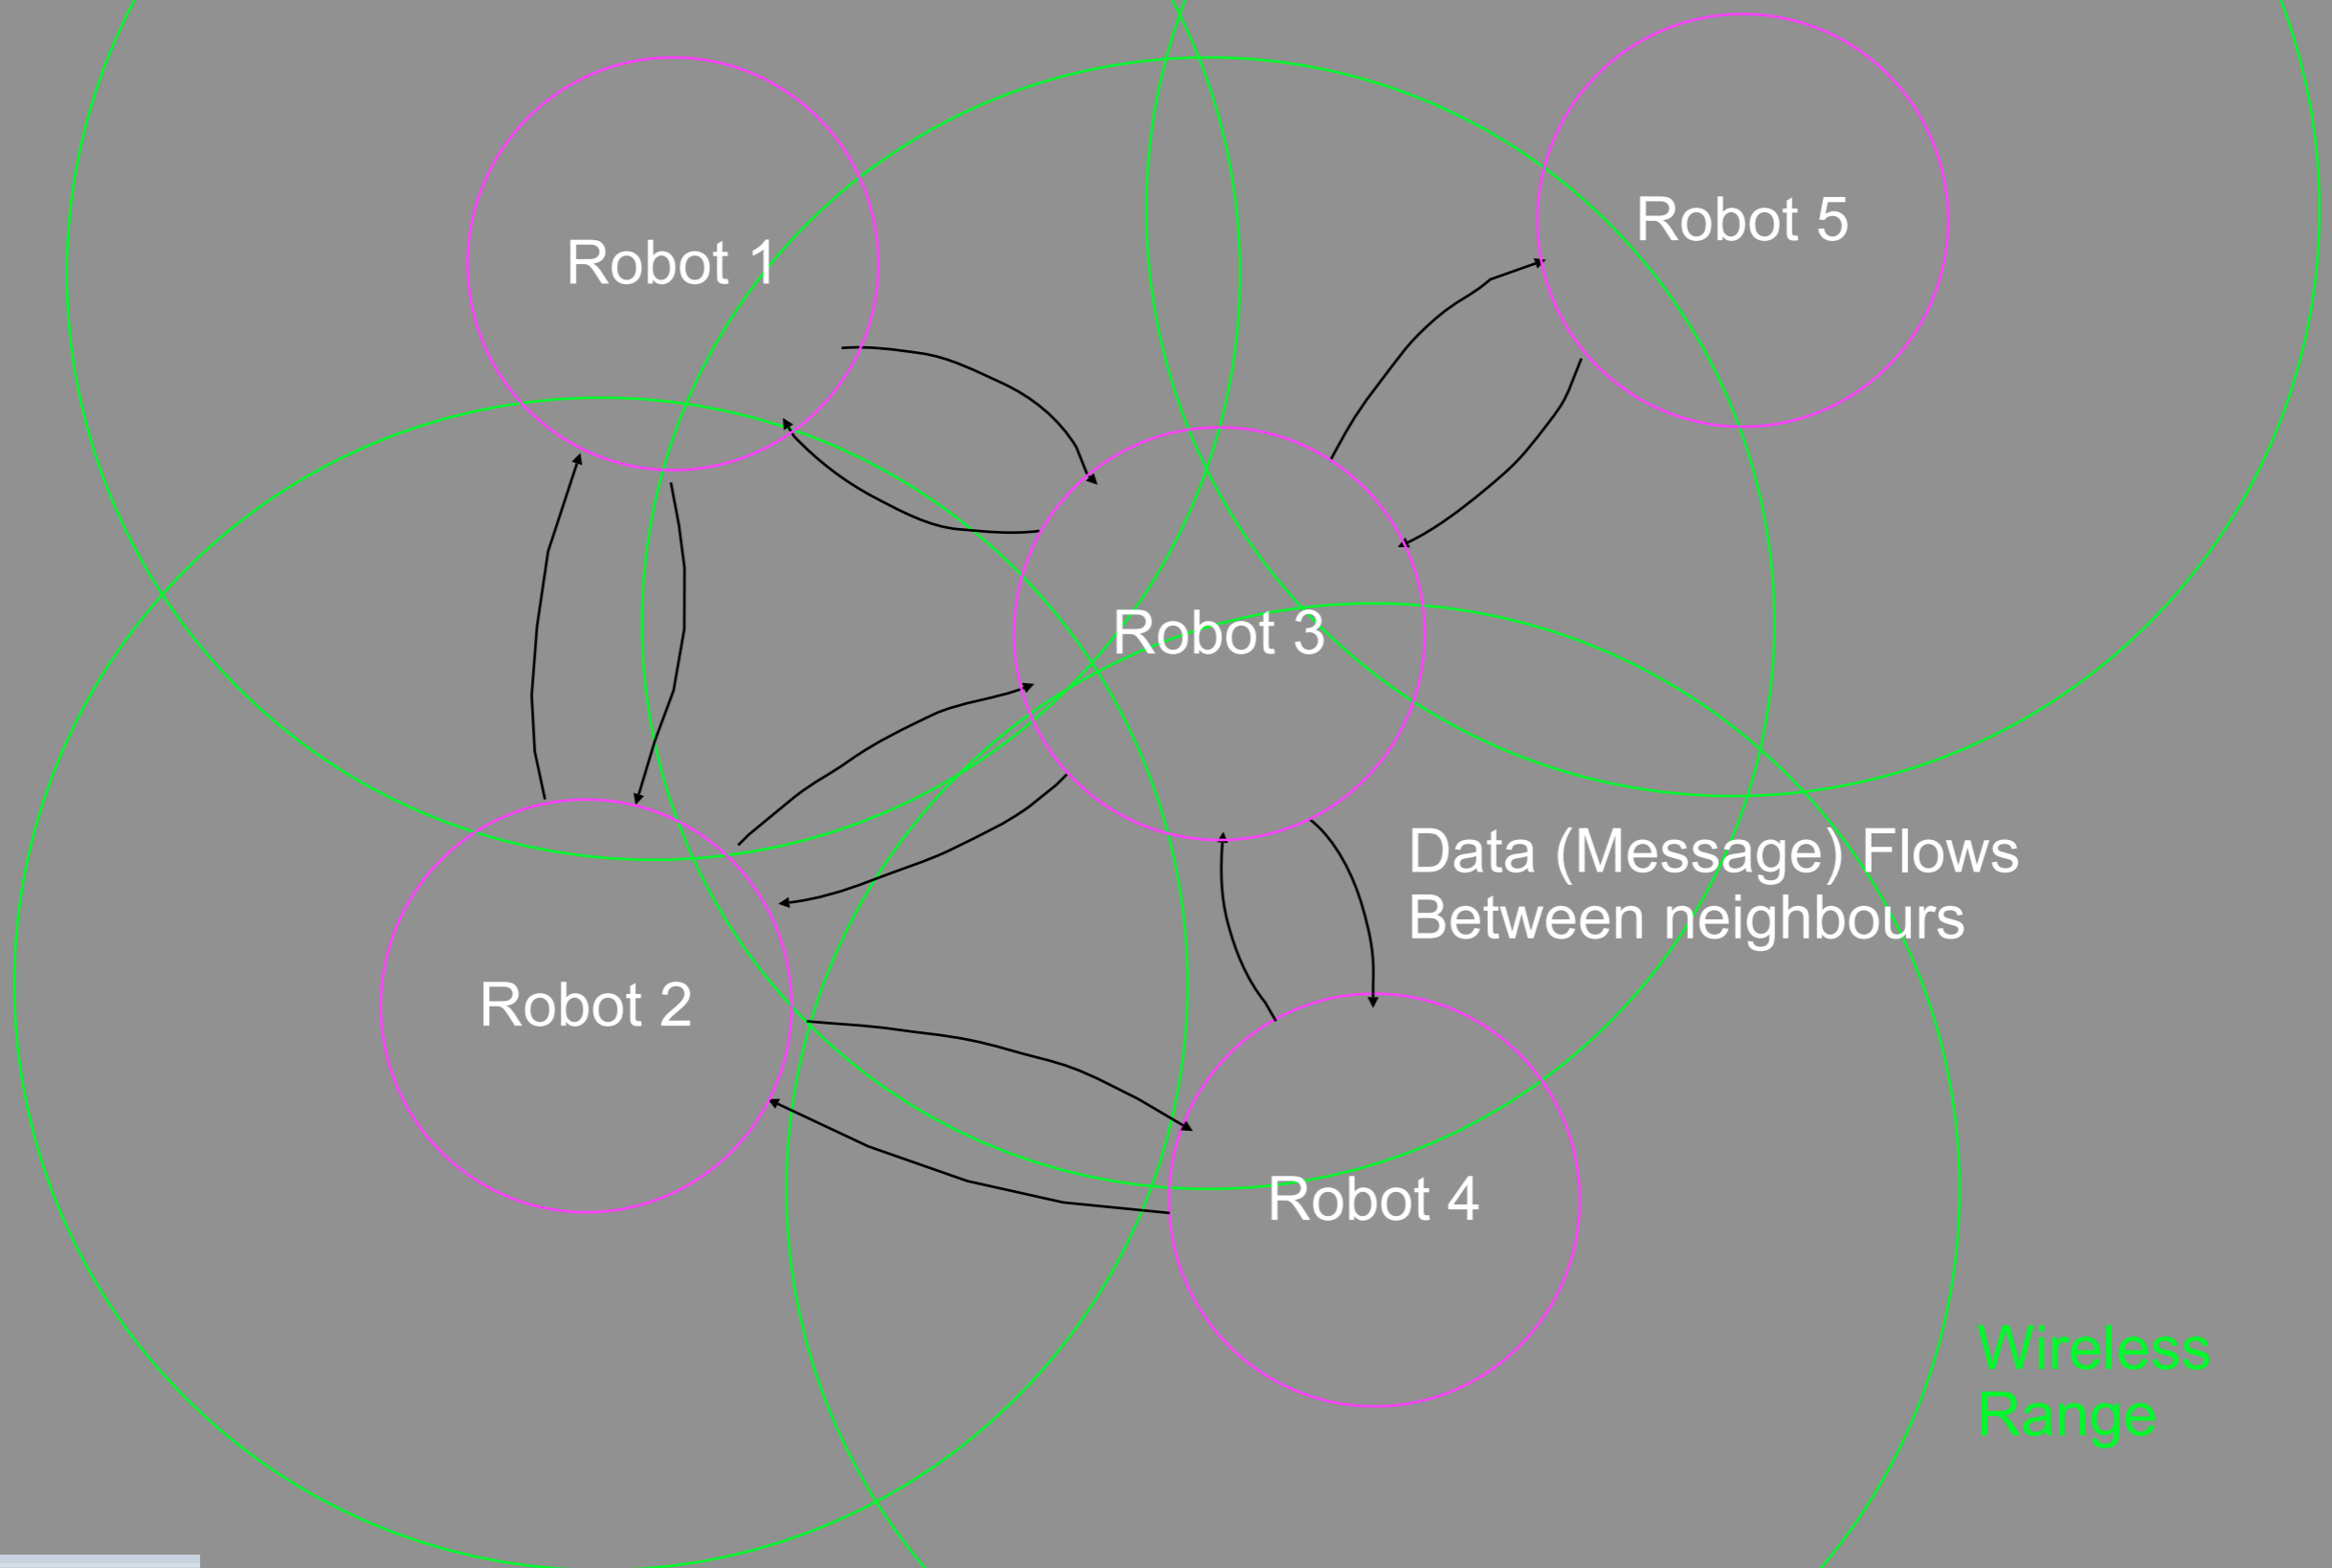 Robot 5
Robot 1
Robot 3
Data (Message) Flows
Between neighbours
Robot 2
Robot 4
Wireless
Range